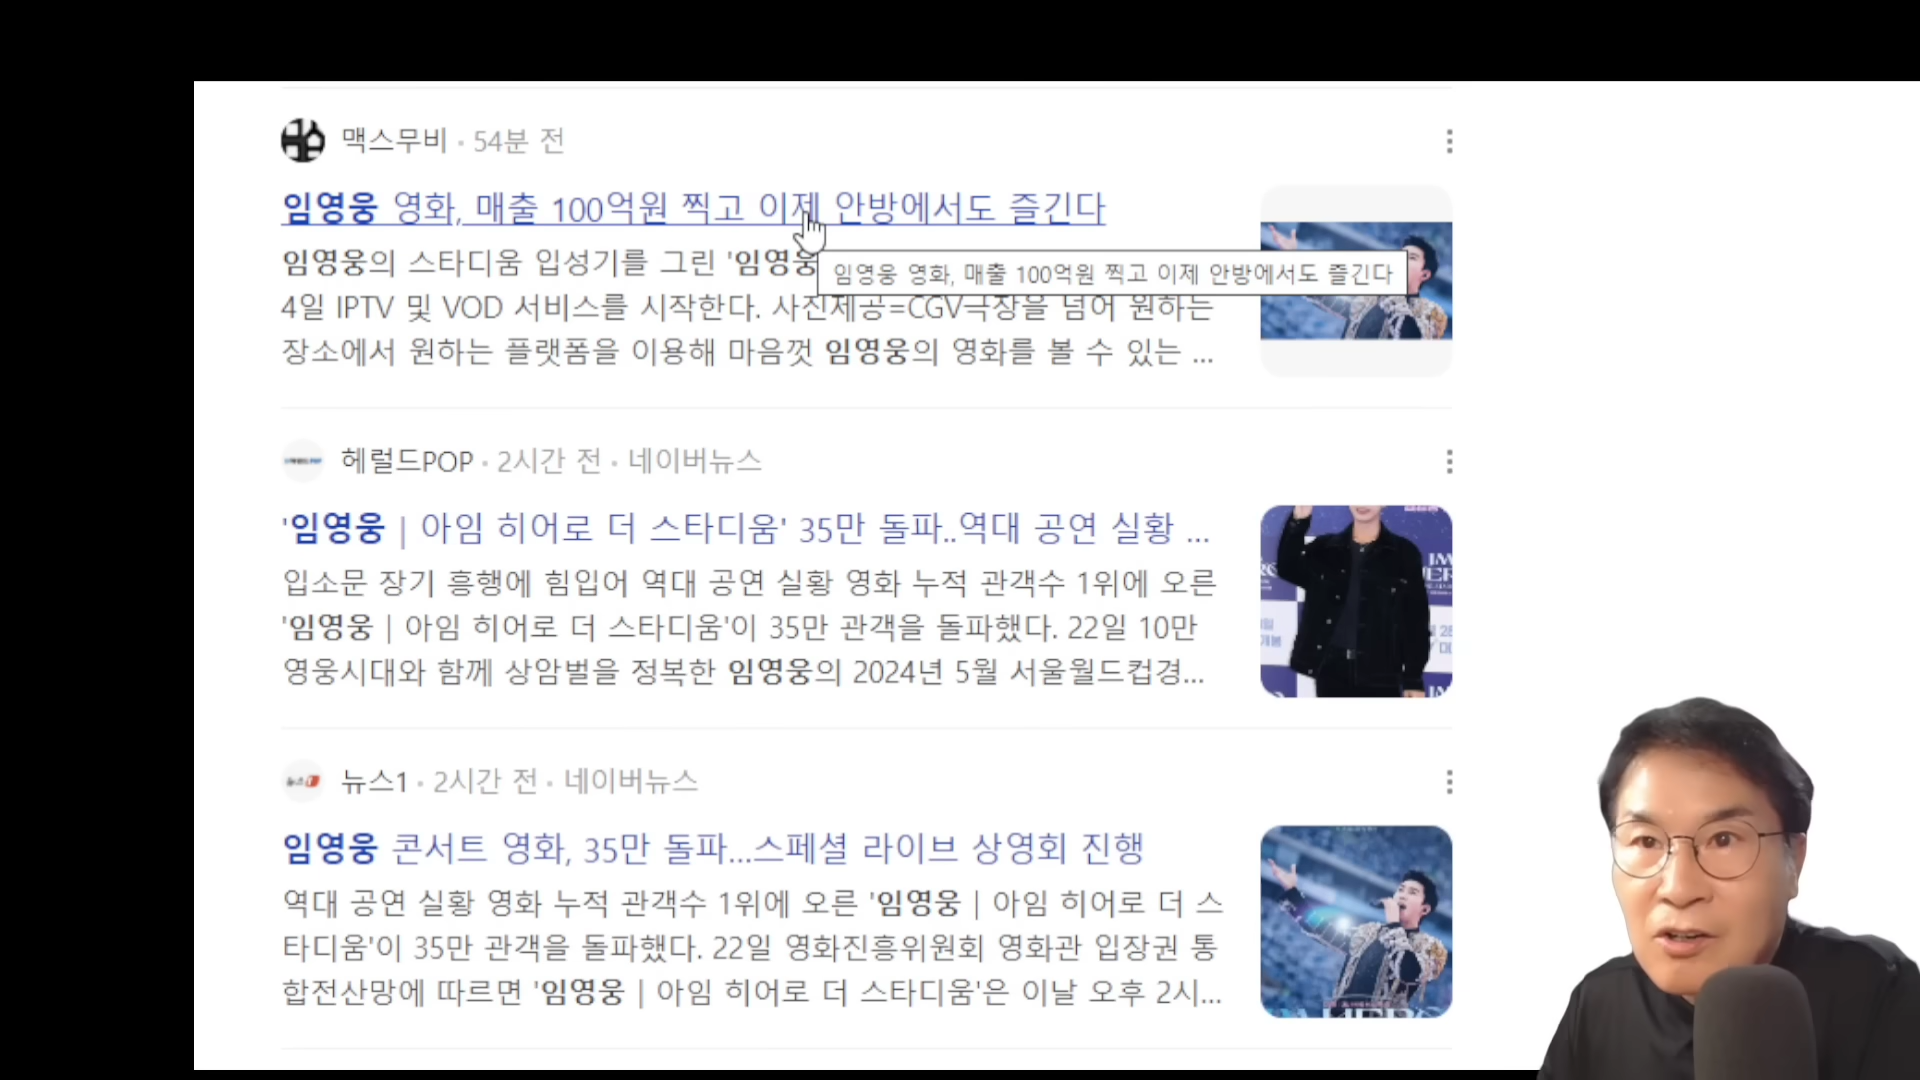 맥스무비 · 54분 전
임영웅 영화, 매출 100억원 찍고 이제 안방에서도 즐긴다
임영웅의 스타디움 입성기를 그린 '임영웅
임영웅 영화, 매출 100억원 찍고 이제 안방에서도 즐긴다
4일 IPTV 및 VOD 서비스를 시작한다. 사진제공=CGV극장을 넘어 원하는
장소에서 원하는 플랫폼을 이용해 마음껏 임영웅의 영화를 볼 수 있는 ...
헤럴드POP · 2시간 전 · 네이버뉴스
'임영웅 | 아임 히어로 더 스타디움' 35만 돌파..역대 공연 실황 ...
입소문 장기 흥행에 힘입어 역대 공연 실황 영화 누적 관객수 1위에 오른
'임영웅 | 아임 히어로 더 스타디움'이 35만 관객을 돌파했다. 22일 10만
영웅시대와 함께 상암벌을 정복한 임영웅의 2024년 5월 서울월드컵경...
뉴스1 · 2시간 전 · 네이버뉴스
임영웅 콘서트 영화, 35만 돌파...스페셜 라이브 상영회 진행
역대 공연 실황 영화 누적 관객수 1위에 오른 '임영웅 | 아임 히어로 더 스
타디움'이 35만 관객을 돌파했다. 22일 영화진흥위원회 영화관 입장권 통
합전산망에 따르면 '임영웅 | 아임 히어로 더 스타디움'은 이날 오후 2시...